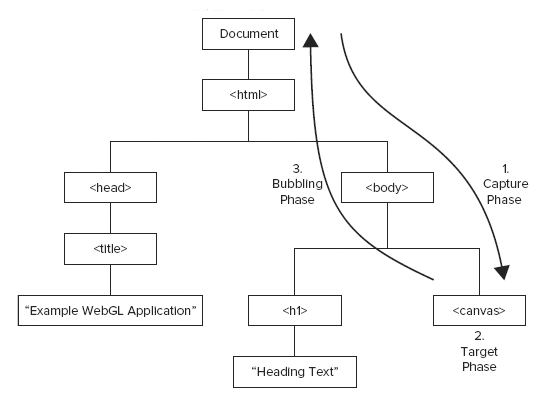 Document
<html>
3.
Bubbling
Phase
1.
Capture
Phase
<head>
<body>
<title>
"Example WebGL Application"
<h1>
<canvas>
2.
Target
Phase
"Heading Text"